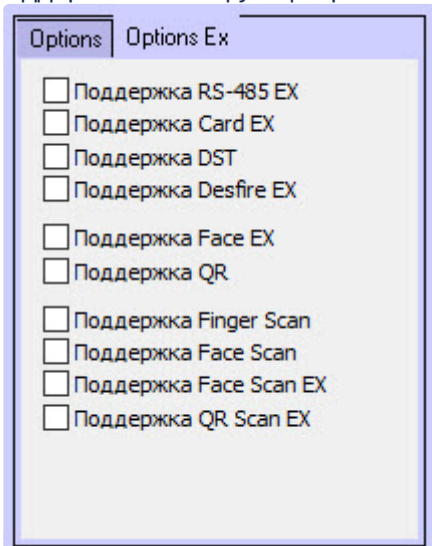 Options
Options Ex
Поддержка RS-485 EX
Поддержка Card EX
Поддержка DST
Поддержка Desfire EX
Поддержка Face EX
Поддержка QR
Поддержка Finger Scan
Поддержка Face Scan
Поддержка Face Scan EX
Поддержка QR Scan EX